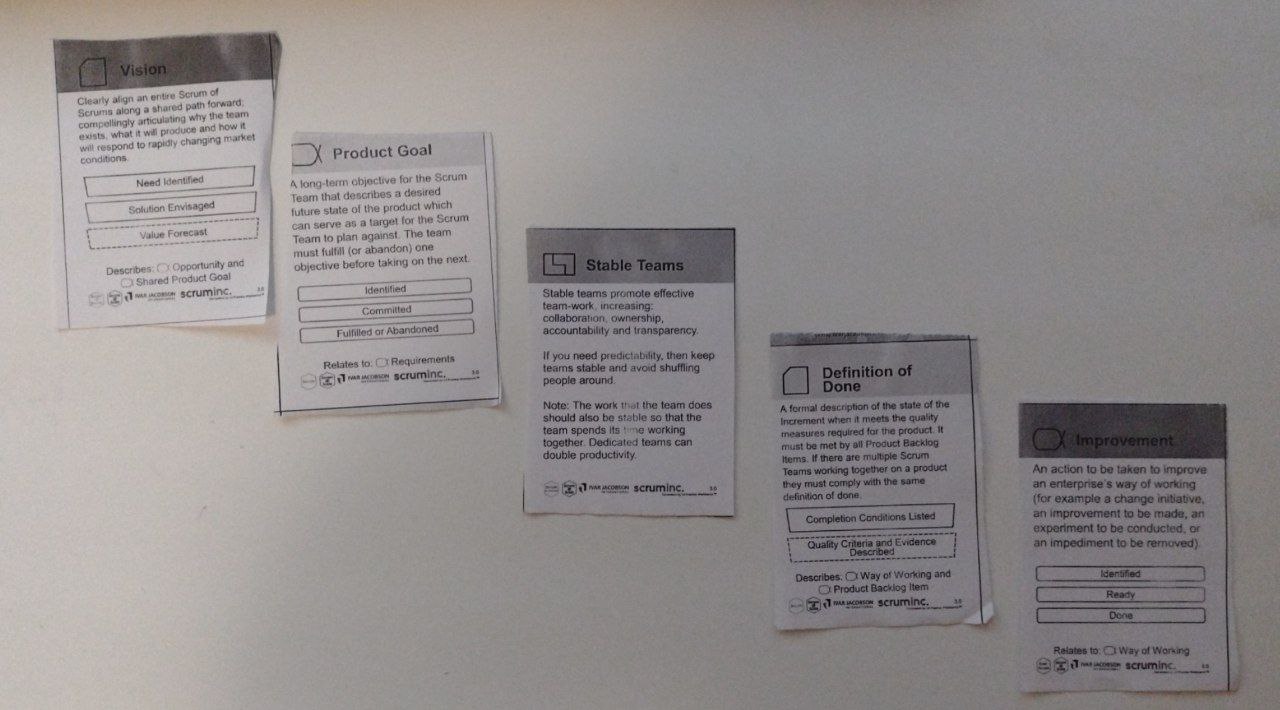 Vision
Clearly align an entire Scrum of
Scrums along a shared path forward;
compellingly articulating why the team
exists, what it will produce and how it
will respond to rapidly changing market
conditions.
Need Identified
Solution Envisaged
Value Forecast
Describes: Opportunity and
Shared Product Goal
IVAR JACOBSON scruminc. 3.0
Product Goal
A long-term objective for the Scrum
Team that describes a desired
future state of the product which
can serve as a target for the Scrum
Team to plan against. The team
must fulfill (or abandon) one
objective before taking on the next.
Identified
Committed
Fulfilled or Abandoned
Relates to: Requirements
IVAR JACOBSON scruminc. 3.0
Stable Teams
Stable teams promote effective
team-work, increasing:
collaboration, ownership,
accountability and transparency.
If you need predictability, then keep
teams stable and avoid shuffling
people around.
Note: The work that the team does
should also be stable so that the
team spends its time working
together. Dedicated teams can
double productivity.
IVAR JACOBSON scruminc. 3.0
Definition of
Done
A formal description of the state of the
Increment when it meets the quality
measures required for the product. It
must be met by all Product Backlog
Items. If there are multiple Scrum
Teams working together on a product
they must comply with the same
definition of done.
Completion Conditions Listed
Quality Criteria and Evidence
Described
Describes: Way of Working and
Product Backlog Item
IVAR JACOBSON scruminc. 3.0
Improvement
An action to be taken to improve
an enterprise's way of working
(for example a change initiative,
an improvement to be made, an
experiment to be conducted, or
an impediment to be removed).
Identified
Ready
Done
Relates to: Way of Working
IVAR JACOBSON scruminc. 3.0